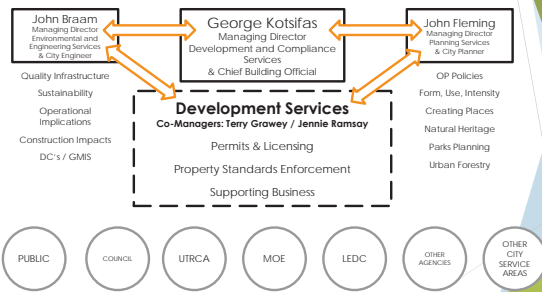 John Braam
Managing Director
Environmental and
Engineering Services
& City Engineer
George Kotsifas
Managing Director
Development and Compliance
Services
& Chief Building Official
John Fleming
Managing Director
Planning Services
& City Planner
Quality Infrastructure
Sustainability
Operational
Implications
Construction Impacts
DC's / GMIS
Development Services
Co-Managers: Terry Grawey / Jennie Ramsay
Permits & Licensing
Property Standards Enforcement
Supporting Business
OP Policies
Form, Use, Intensity
Creating Places
Natural Heritage
Parks Planning
Urban Forestry
PUBLIC
COUNCIL
UTRCA
MOE
LEDC
OTHER
AGENCIES
OTHER
CITY
SERVICE
AREAS